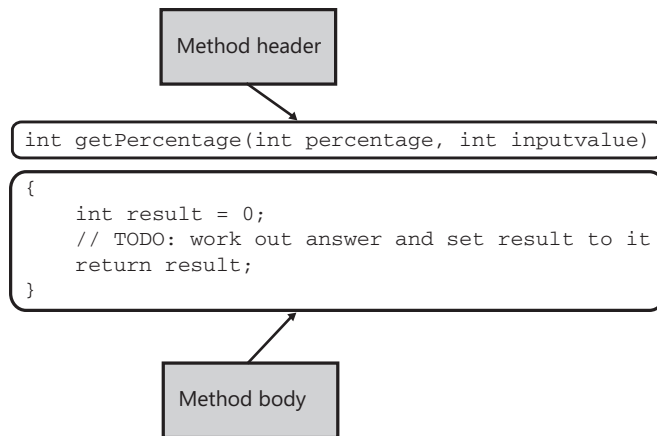 Method header
int getPercentage(int percentage, int inputvalue)
{
    int result = 0;
    // TODO: work out answer and set result to it
    return result;
}
Method body